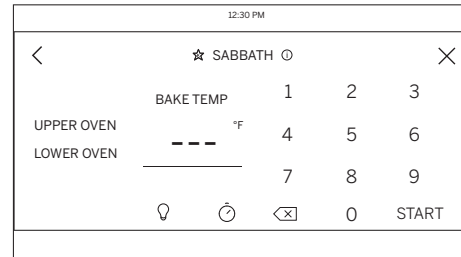 12:30 PM
SABBATH
BAKE TEMP
1 2 3
UPPER OVEN
LOWER OVEN
--- °F
4 5 6
7 8 9
0 START